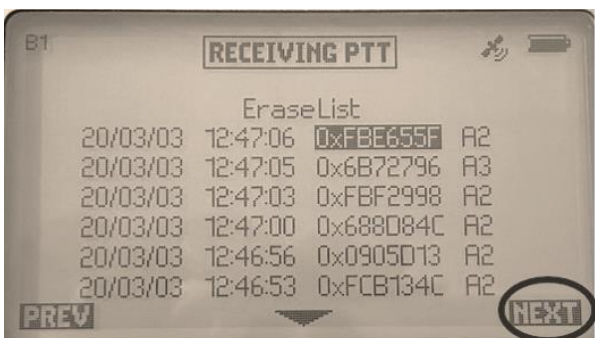 B1 RECEIVING PTT
EraseList
20/03/03 12:47:06 0xFBE655F A2
20/03/03 12:47:05 0x6B72796 A3
20/03/03 12:47:03 0xFBF2998 A2
20/03/03 12:47:00 0x688D84C A2
20/03/03 12:46:56 0x0905D13 A2
20/03/03 12:46:53 0xFCB134C A2
PREV NEXT